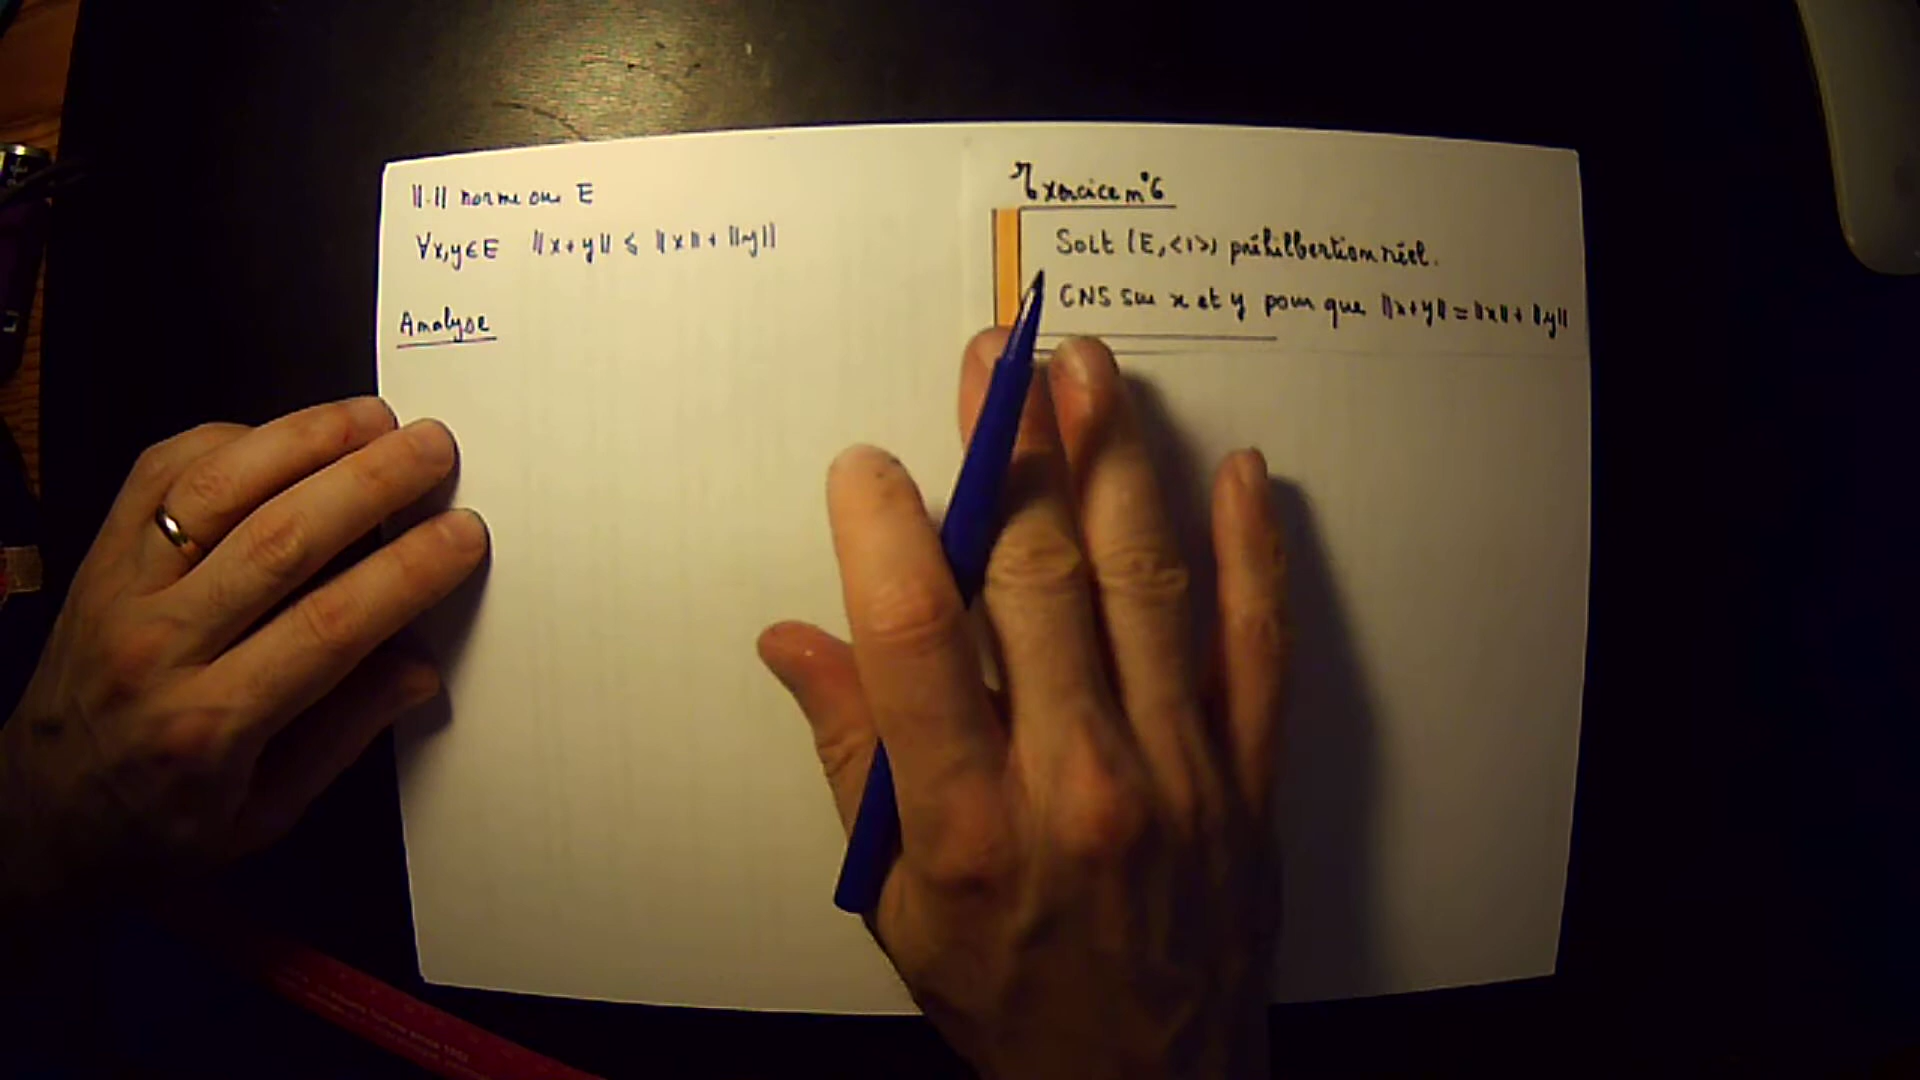 ||.|| norme sur E
∀x,y∈E ||x+y|| ≤ ||x|| + ||y||
Analyse
Exercice n°6
Soit (E,<|>) préhilbertien réel.
CNS sur x et y pour que ||x+y|| = ||x|| + ||y||